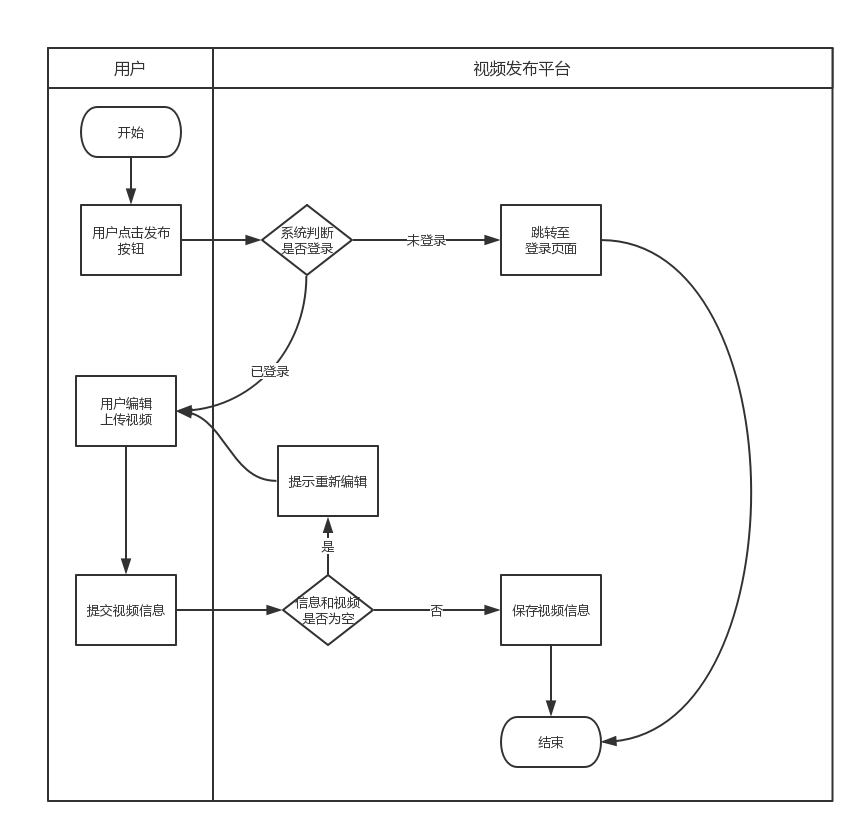 用户
视频发布平台
开始
用户点击发布
按钮
系统判断
是否登录
未登录
跳转至
登录页面
已登录
用户编辑
上传视频
提示重新编辑
是
提交视频信息
信息和视频
是否为空
否
保存视频信息
结束